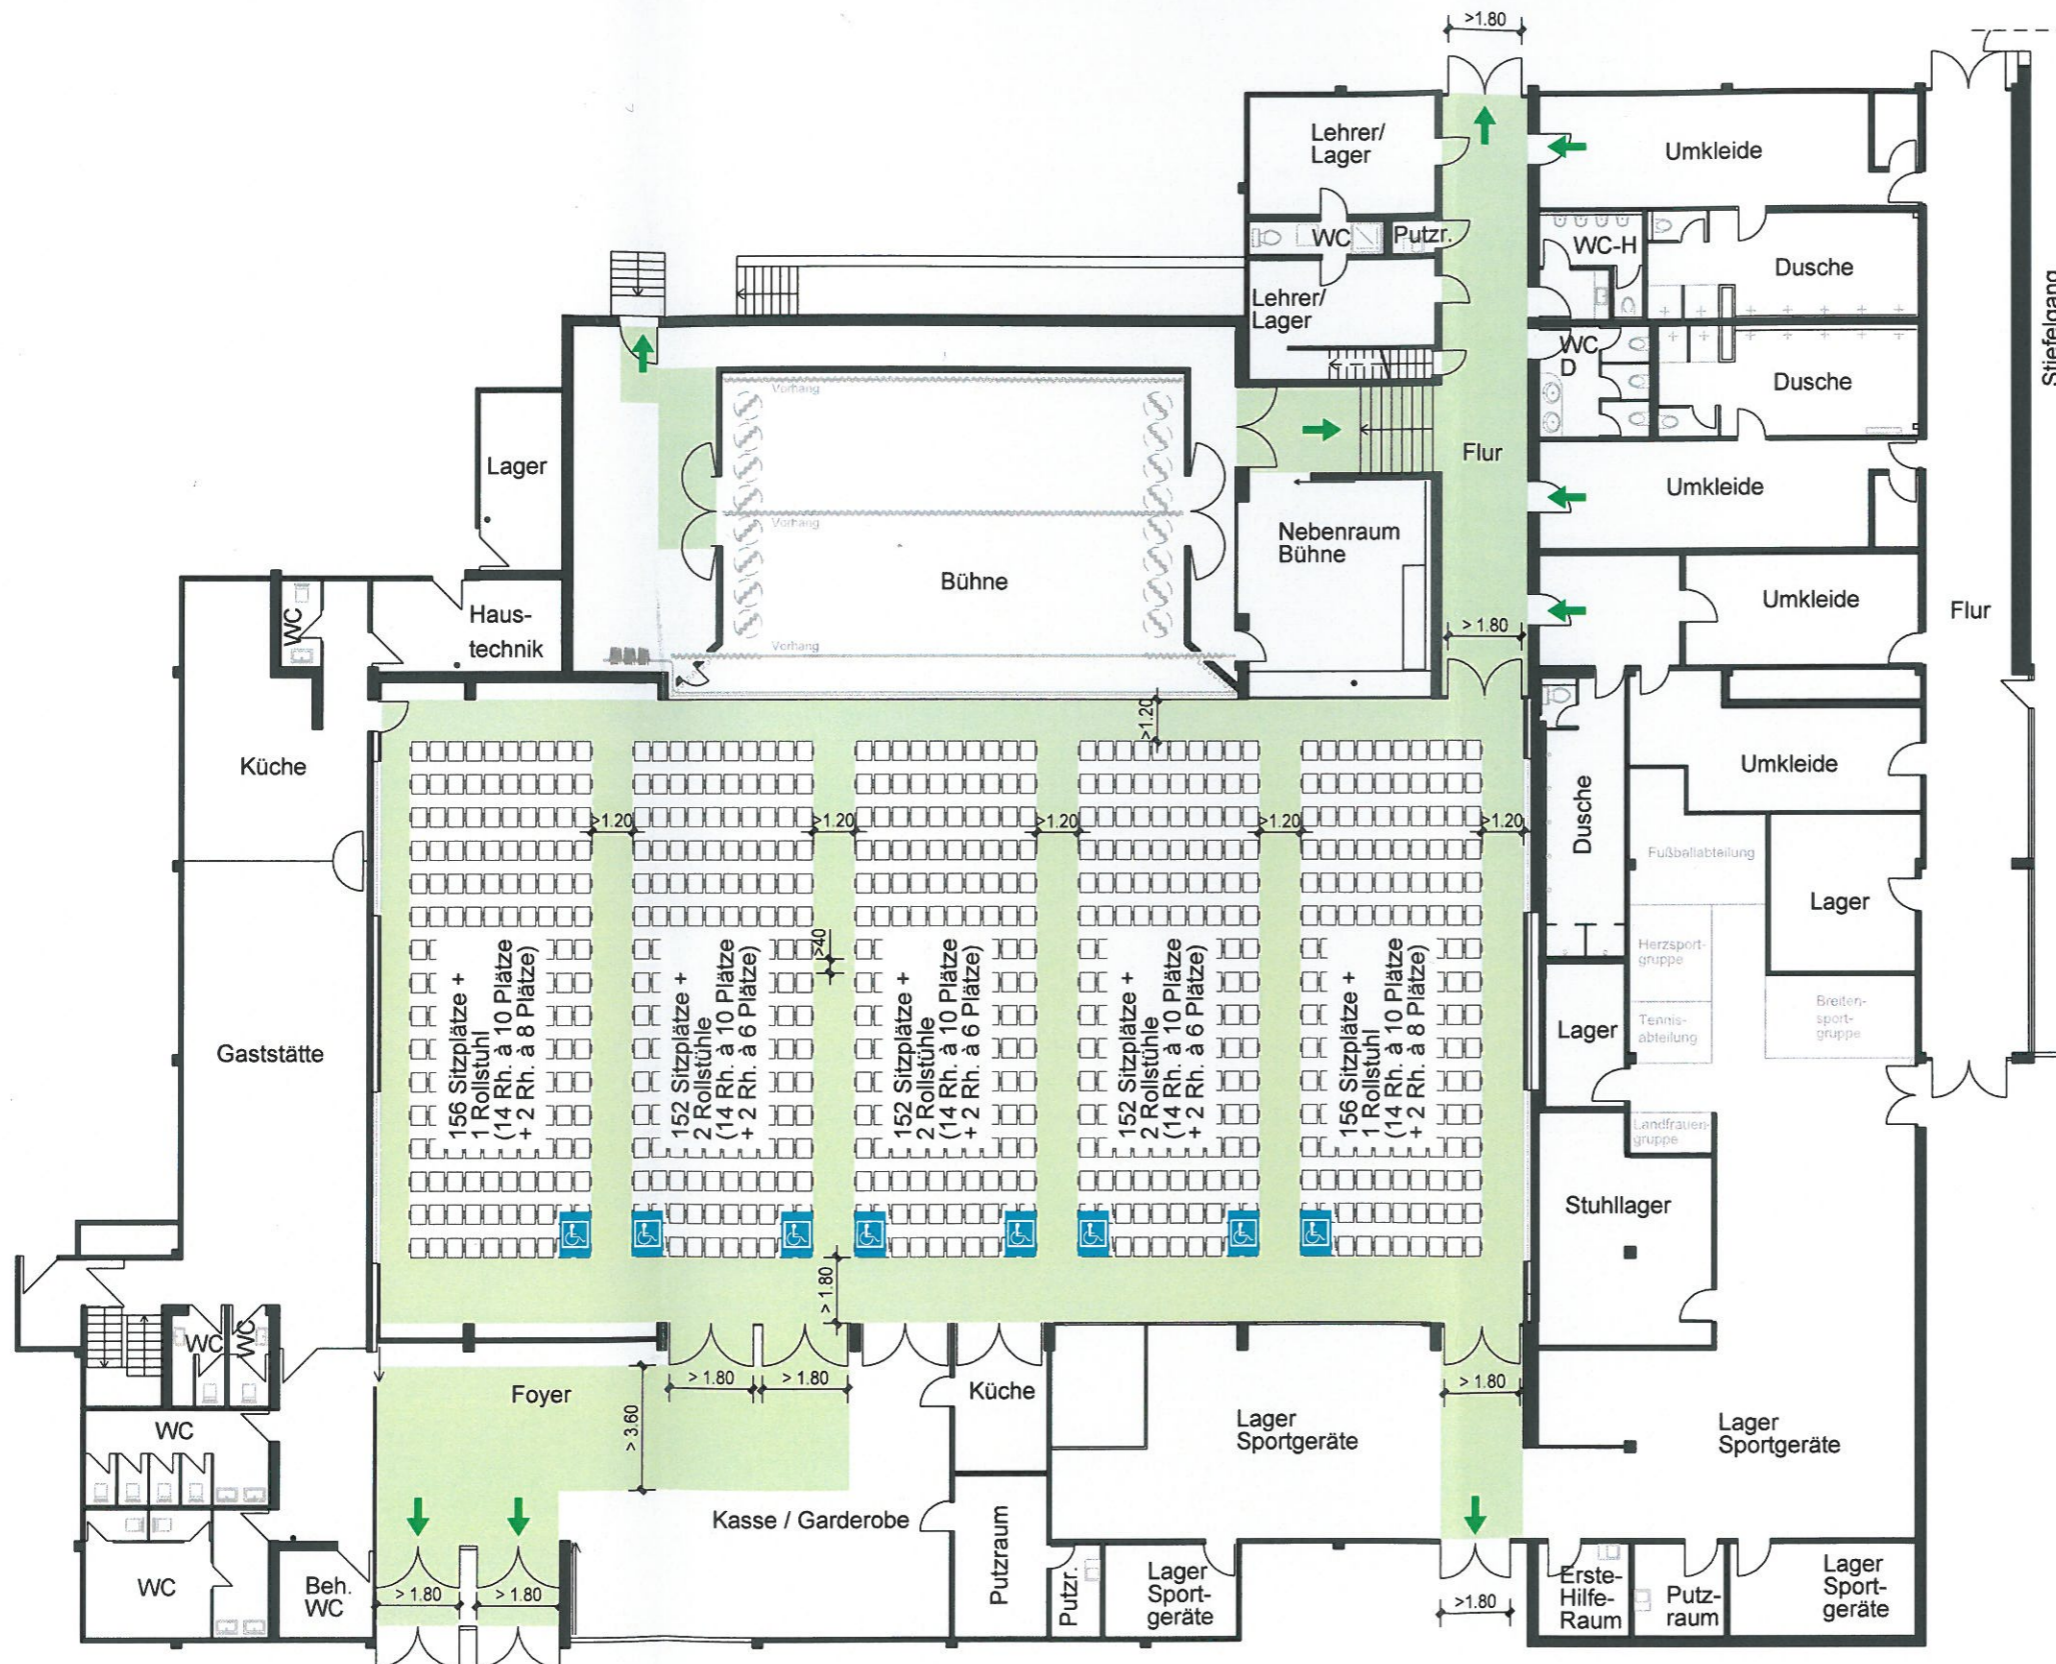 >1.80
Lehrer/
Lager
Umkleide
WC
Putzr.
WC-H
Dusche
Lehrer/
Lager
WC
D
Dusche
Stiefelgang
Vorhang
Lager
Flur
Umkleide
Vorhang
Nebenraum
Bühne
Bühne
WC
Haus-
technik
Umkleide
Flur
> 1.80
Vorhang
>1.20
Küche
Umkleide
>1.20
>1.20
>1.20
>1.20
>1.20
Dusche
Fußballabteilung
Lager
>40
Herzsport-
gruppe
Breiten-
sport-
gruppe
Tennis-
abteilung
Lager
Gaststätte
156 Sitzplätze +
1 Rollstuhl
(14 Rh. à 10 Plätze
+ 2 Rh. à 8 Plätze)
152 Sitzplätze +
2 Rollstühle
(14 Rh. à 10 Plätze
+ 2 Rh. à 6 Plätze)
152 Sitzplätze +
2 Rollstühle
(14 Rh. à 10 Plätze
+ 2 Rh. à 6 Plätze)
152 Sitzplätze +
2 Rollstühle
(14 Rh. à 10 Plätze
+ 2 Rh. à 6 Plätze)
156 Sitzplätze +
1 Rollstuhl
(14 Rh. à 10 Plätze
+ 2 Rh. à 8 Plätze)
Landfrauen-
gruppe
Stuhllager
> 1.80
WC
WC
Foyer
> 1.80
> 1.80
Küche
> 1.80
> 3.60
WC
Lager
Sportgeräte
Lager
Sportgeräte
Kasse / Garderobe
Putzraum
WC
Beh.
WC
> 1.80
> 1.80
Putzr.
Lager
Sport-
geräte
>1.80
Erste-
Hilfe-
Raum
Putz-
raum
Lager
Sport-
geräte